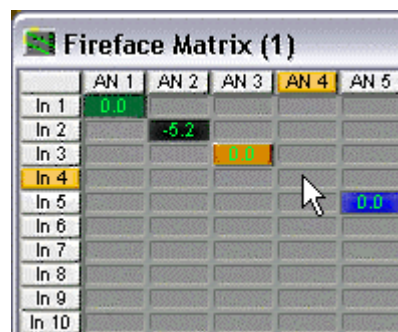 Fireface Matrix (1)
AN 1 AN 2 AN 3 AN 4 AN 5
In 1 0.0
In 2 -5.2
In 3 0.0
In 4
In 5 0.0
In 6
In 7
In 8
In 9
In 10